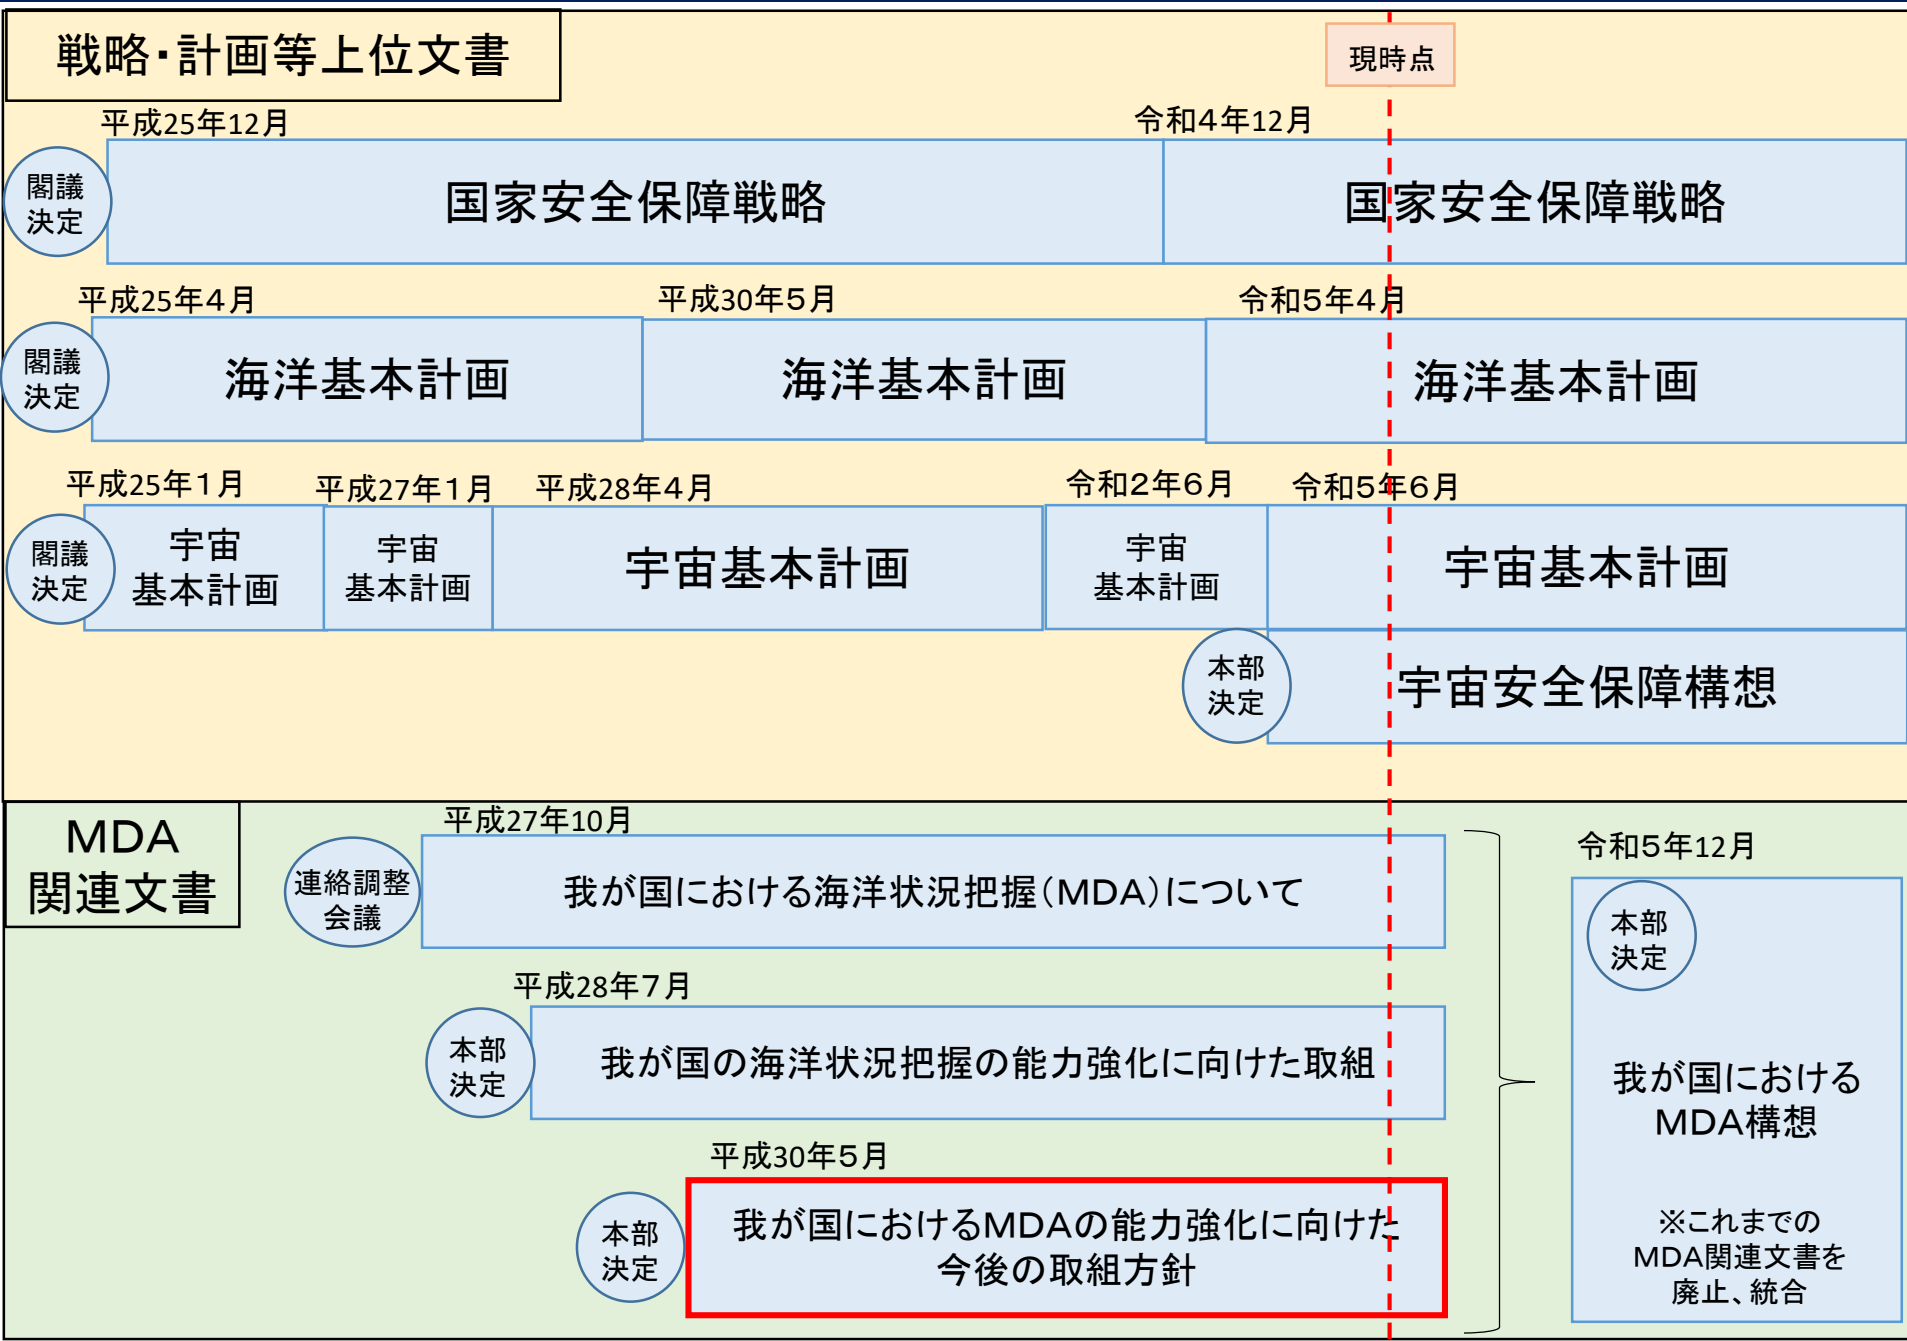 戦略・計画等上位文書
現時点
平成25年12月
令和4年12月
閣議
決定
国家安全保障戦略
国家安全保障戦略
平成25年4月
平成30年5月
令和5年4月
閣議
決定
海洋基本計画
海洋基本計画
海洋基本計画
平成25年1月
平成27年1月
平成28年4月
令和2年6月
令和5年6月
閣議
決定
宇宙
基本計画
宇宙
基本計画
宇宙基本計画
宇宙
基本計画
宇宙基本計画
本部
決定
宇宙安全保障構想
MDA
関連文書
平成27年10月
連絡調整
会議
我が国における海洋状況把握(MDA)について
平成28年7月
本部
決定
我が国の海洋状況把握の能力強化に向けた取組
平成30年5月
本部
決定
我が国におけるMDAの能力強化に向けた
今後の取組方針
令和5年12月
本部
決定
我が国における
MDA構想
※これまでの
MDA関連文書を
廃止、統合